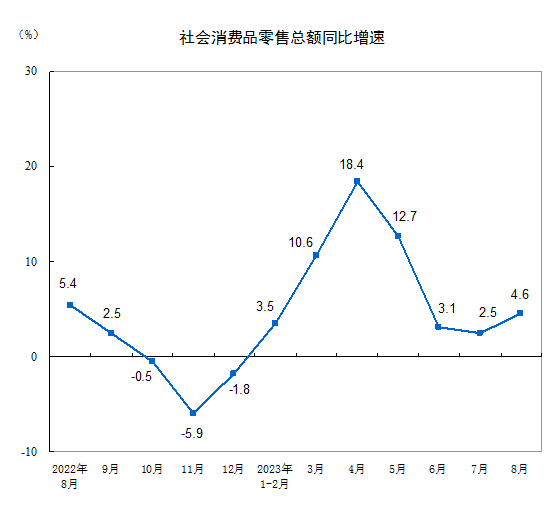 （%）
社会消费品零售总额同比增速
30
20
10
0
-10
5.4
2.5
-0.5
-5.9
-1.8
3.5
10.6
18.4
12.7
3.1
2.5
4.6
2022年
8月
9月
10月
11月
12月
2023年
1-2月
3月
4月
5月
6月
7月
8月